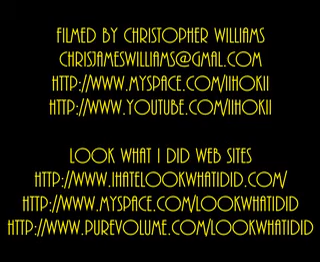 FILMED BY CHRISTOPHER WILLIAMS
CHRISJAMESWILLIAMS@GMAL.COM
HTTP://WWW.MYSPACE.COM/IIHOKII
HTTP://WWW.YOUTUBE.COM/IIHOKII
LOOK WHAT I DID WEB SITES
HTTP://WWW.IHATELOOKWHATIDID.COM/
HTTP://WWW.MYSPACE.COM/LOOKWHATIDID
HTTP://WWW.PUREVOLUME.COM/LOOKWHATIDID